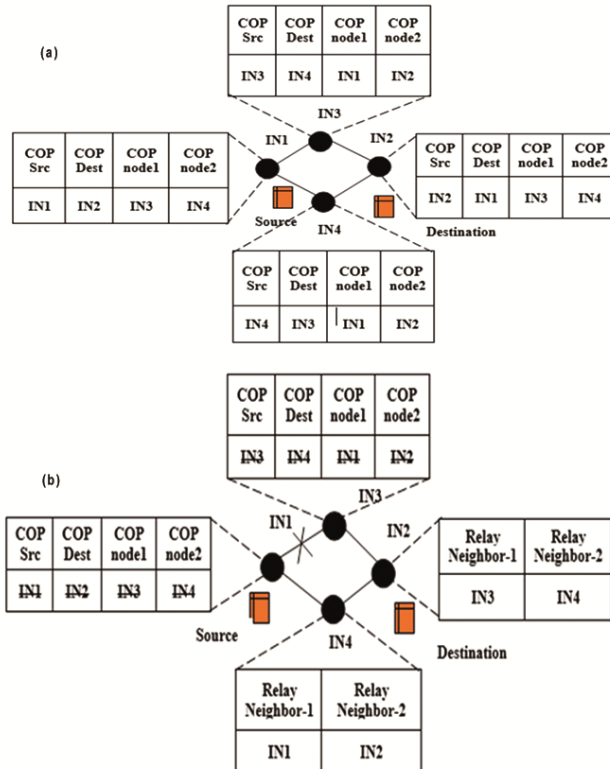 (a)
COP Src COP Dest COP node1 COP node2
IN3 IN4 IN1 IN2
IN3
IN1
IN2
COP Src COP Dest COP node1 COP node2
IN1 IN2 IN3 IN4
COP Src COP Dest COP node1 COP node2
IN2 IN1 IN3 IN4
Source
IN4
Destination
COP Src COP Dest COP node1 COP node2
IN4 IN3 IN1 IN2
(b)
COP Src COP Dest COP node1 COP node2
IN3 IN4 IN1 IN2
IN3
IN1
IN2
COP Src COP Dest COP node1 COP node2
IN1 IN2 IN3 IN4
Relay Neighbor-1 Relay Neighbor-2
IN3 IN4
Source
IN4
Destination
Relay Neighbor-1 Relay Neighbor-2
IN1 IN2